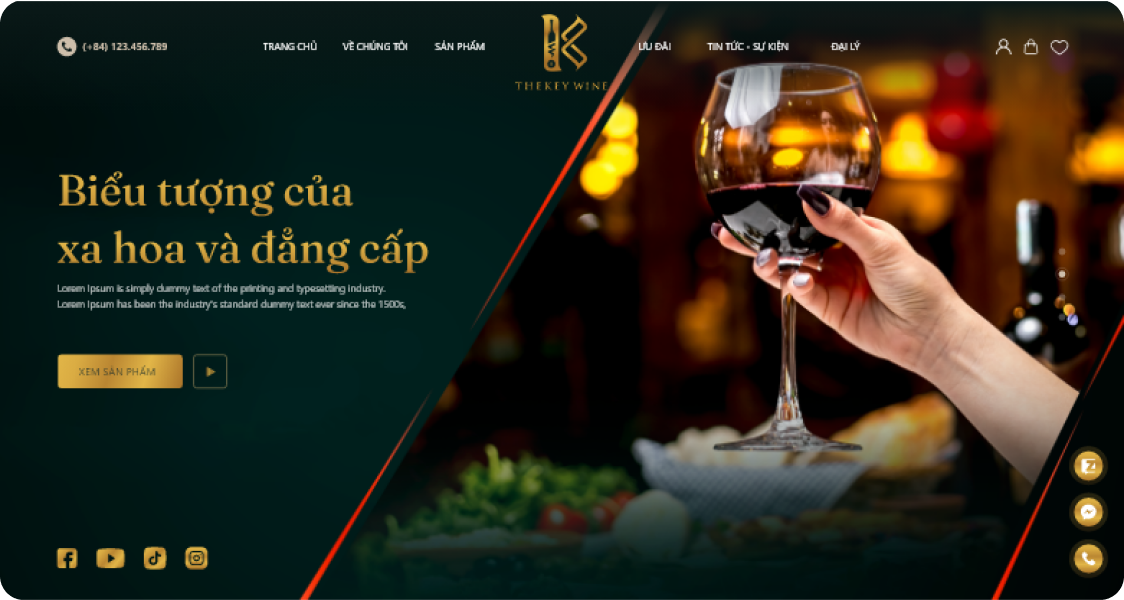 (+84) 123.456.789
TRANG CHỦ
VỀ CHÚNG TÔI
SẢN PHẨM
THEKEY WINE
ƯU ĐÃI
TIN TỨC - SỰ KIỆN
ĐẠI LÝ
Biểu tượng của
xa hoa và đẳng cấp
Lorem Ipsum is simply dummy text of the printing and typesetting industry.
Lorem Ipsum has been the industry's standard dummy text ever since the 1500s,
XEM SẢN PHẨM